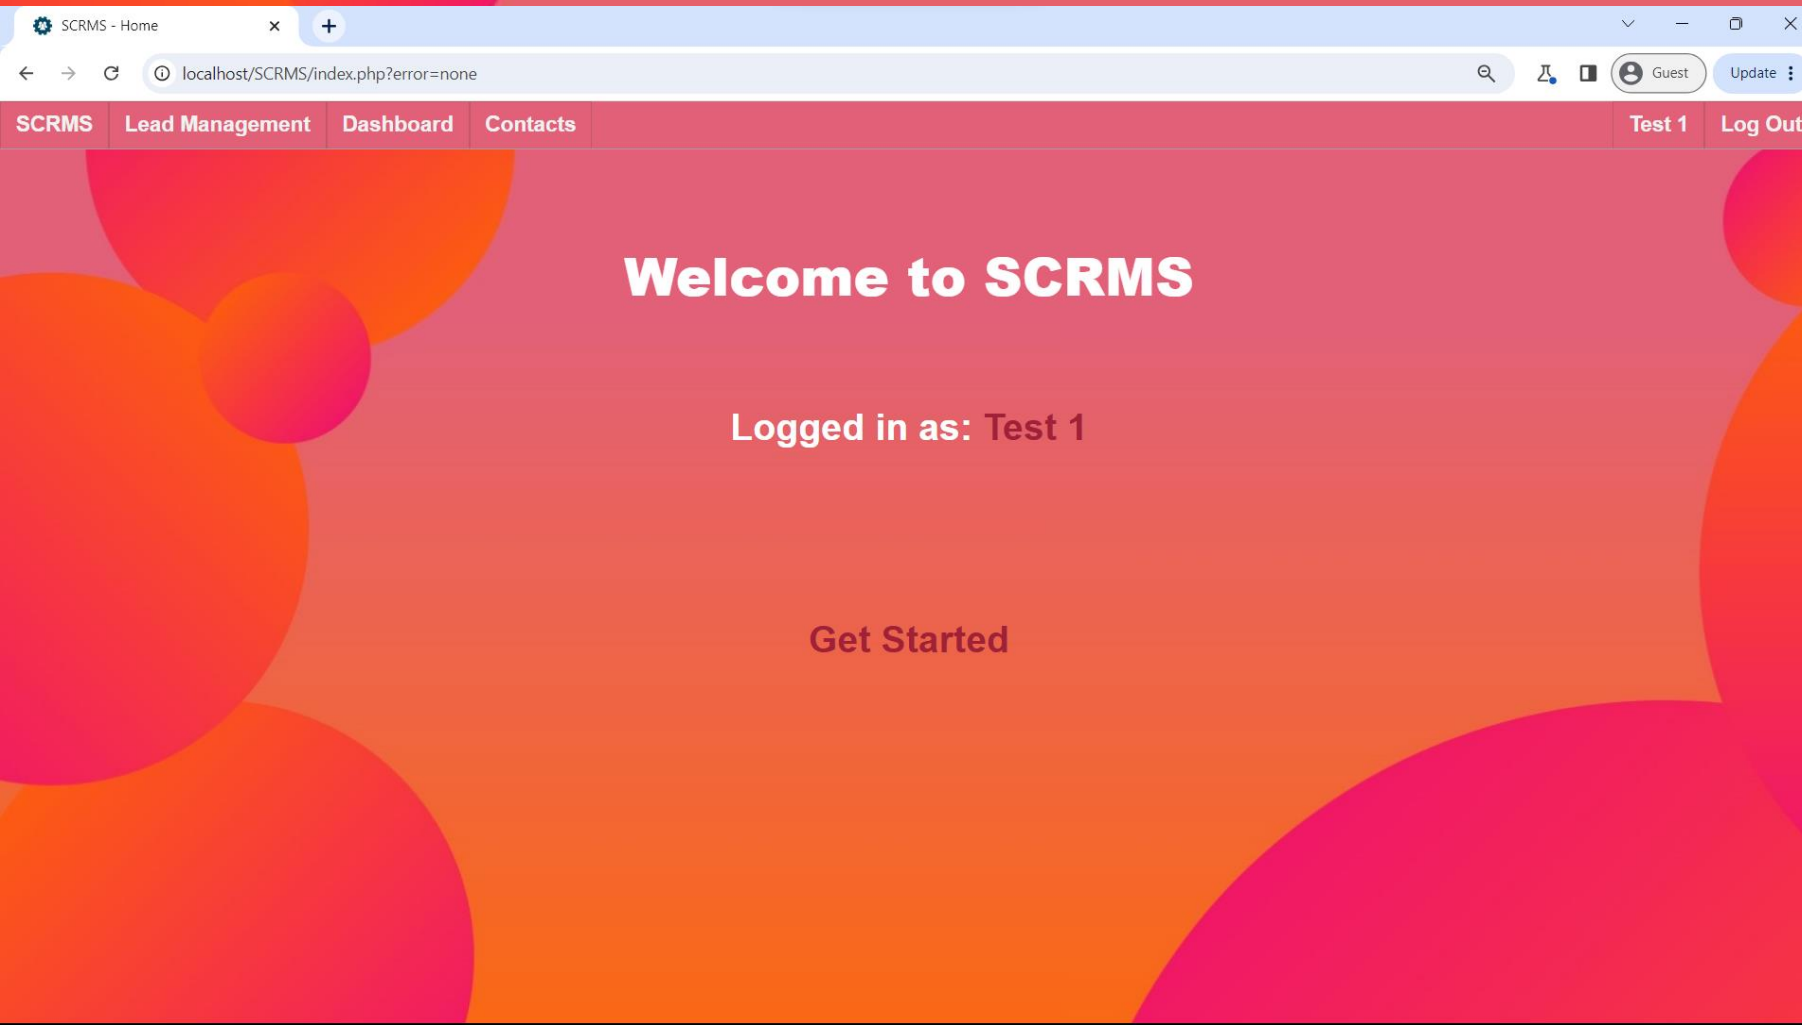 SCRMS - Home
localhost/SCRMS/index.php?error=none
Guest
Update
SCRMS Lead Management Dashboard Contacts Test 1 Log Out
Welcome to SCRMS
Logged in as: Test 1
Get Started